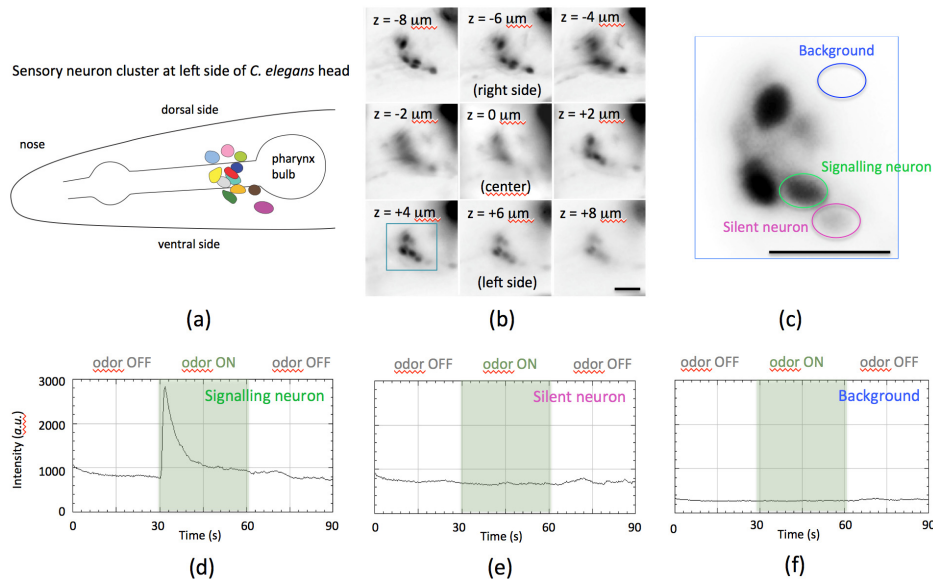 Sensory neuron cluster at left side of C. elegans head
dorsal side
nose
pharynx
bulb
ventral side
(a)
z = -8 μm
z = -6 μm
z = -4 μm
(right side)
z = -2 μm
z = 0 μm
z = +2 μm
(center)
z = +4 μm
z = +6 μm
z = +8 μm
(left side)
(b)
Background
Signalling neuron
Silent neuron
(c)
odor OFF odor ON odor OFF
Signalling neuron
Intensity (a.u.)
3000
2000
1000
0
0 30 60 90
Time (s)
(d)
odor OFF odor ON odor OFF
Silent neuron
0 30 60 90
Time (s)
(e)
odor OFF odor ON odor OFF
Background
0 30 60 90
Time (s)
(f)